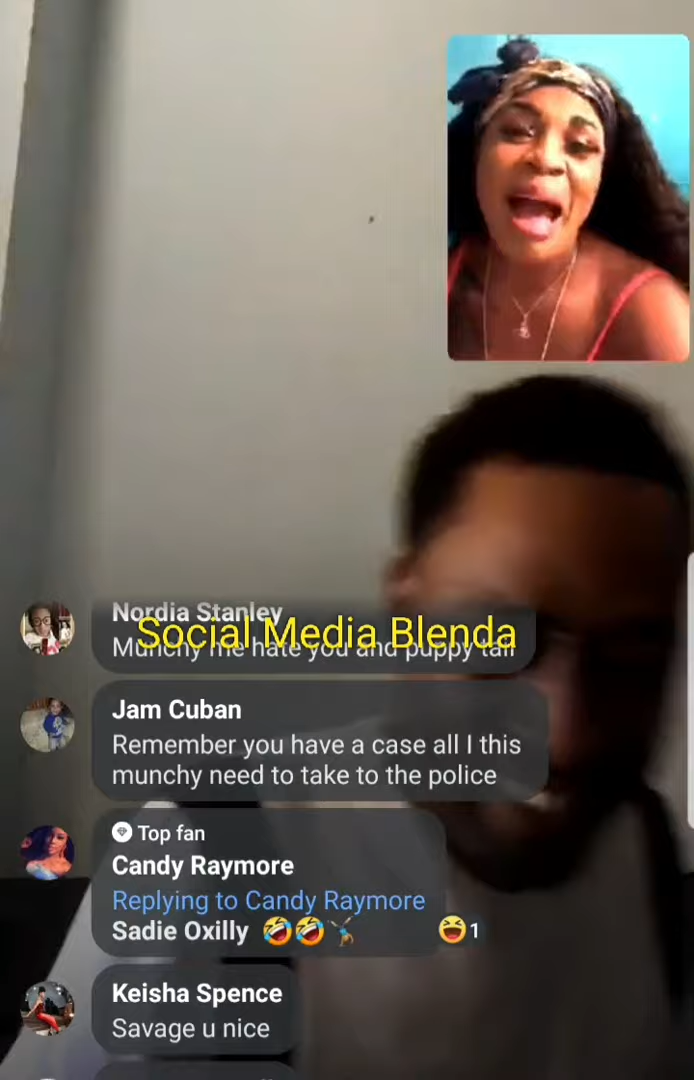 Nordia Stanley
Social Media Blenda
Munchy me hate you and puppy tail
Jam Cuban
Remember you have a case all I this
munchy need to take to the police
Top fan
Candy Raymore
Replying to Candy Raymore
Sadie Oxilly 🤣🤣
😆1
Keisha Spence
Savage u nice